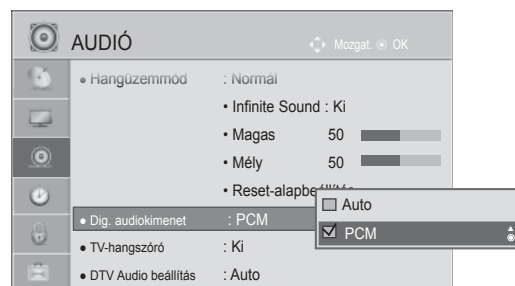 AUDIÓ
Mozgat. OK
• Hangüzemmód : Normál
• Infinite Sound : Ki
• Magas 50
• Mély 50
• Reset-alapbeállítás
• Dig. audiokimenet : PCM
Auto
PCM
• TV-hangszóró : Ki
• DTV Audio beállítás : Auto